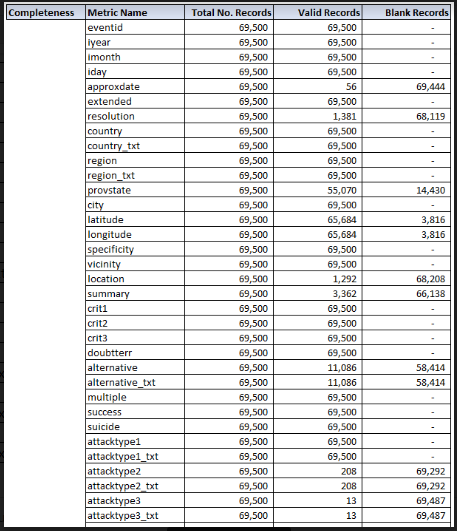 Completeness Metric Name Total No. Records Valid Records Blank Records
eventid 69,500 69,500 -
iyear 69,500 69,500 -
imonth 69,500 69,500 -
iday 69,500 69,500 -
approxdate 69,500 56 69,444
extended 69,500 69,500 -
resolution 69,500 1,381 68,119
country 69,500 69,500 -
country_txt 69,500 69,500 -
region 69,500 69,500 -
region_txt 69,500 69,500 -
provstate 69,500 55,070 14,430
city 69,500 69,500 -
latitude 69,500 65,684 3,816
longitude 69,500 65,684 3,816
specificity 69,500 69,500 -
vicinity 69,500 69,500 -
location 69,500 1,292 68,208
summary 69,500 3,362 66,138
crit1 69,500 69,500 -
crit2 69,500 69,500 -
crit3 69,500 69,500 -
doubtterr 69,500 69,500 -
alternative 69,500 11,086 58,414
alternative_txt 69,500 11,086 58,414
multiple 69,500 69,500 -
success 69,500 69,500 -
suicide 69,500 69,500 -
attacktype1 69,500 69,500 -
attacktype1_txt 69,500 69,500 -
attacktype2 69,500 208 69,292
attacktype2_txt 69,500 208 69,292
attacktype3 69,500 13 69,487
attacktype3_txt 69,500 13 69,487